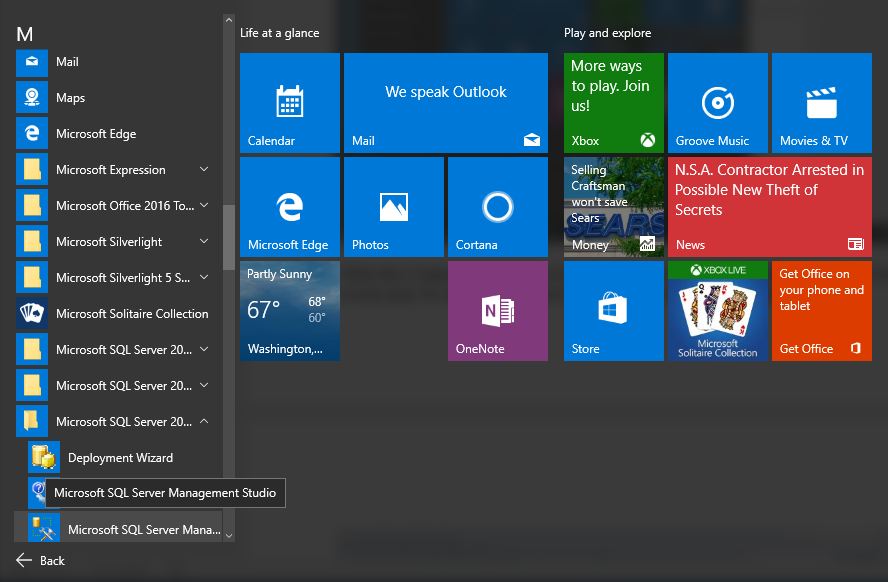 M
Mail
Maps
Microsoft Edge
Microsoft Expression
Microsoft Office 2016 To...
Microsoft Silverlight
Microsoft Silverlight 5 S...
Microsoft Solitaire Collection
Microsoft SQL Server 20...
Microsoft SQL Server 20...
Microsoft SQL Server 20...
Deployment Wizard
Microsoft SQL Server Management Studio
Microsoft SQL Server Mana...
Back
Life at a glance
Calendar
We speak Outlook
Mail
Microsoft Edge
Photos
Cortana
Partly Sunny
67°
68°
60°
Washington,...
OneNote
Play and explore
More ways
to play. Join
us!
Xbox
Groove Music
Movies & TV
Selling
Craftsman
won't save
Sears
SEARS
Money
N.S.A. Contractor Arrested in
Possible New Theft of
Secrets
News
Store
XBOX LIVE
Microsoft
Solitaire Collection
Get Office on
your phone and
tablet
Get Office